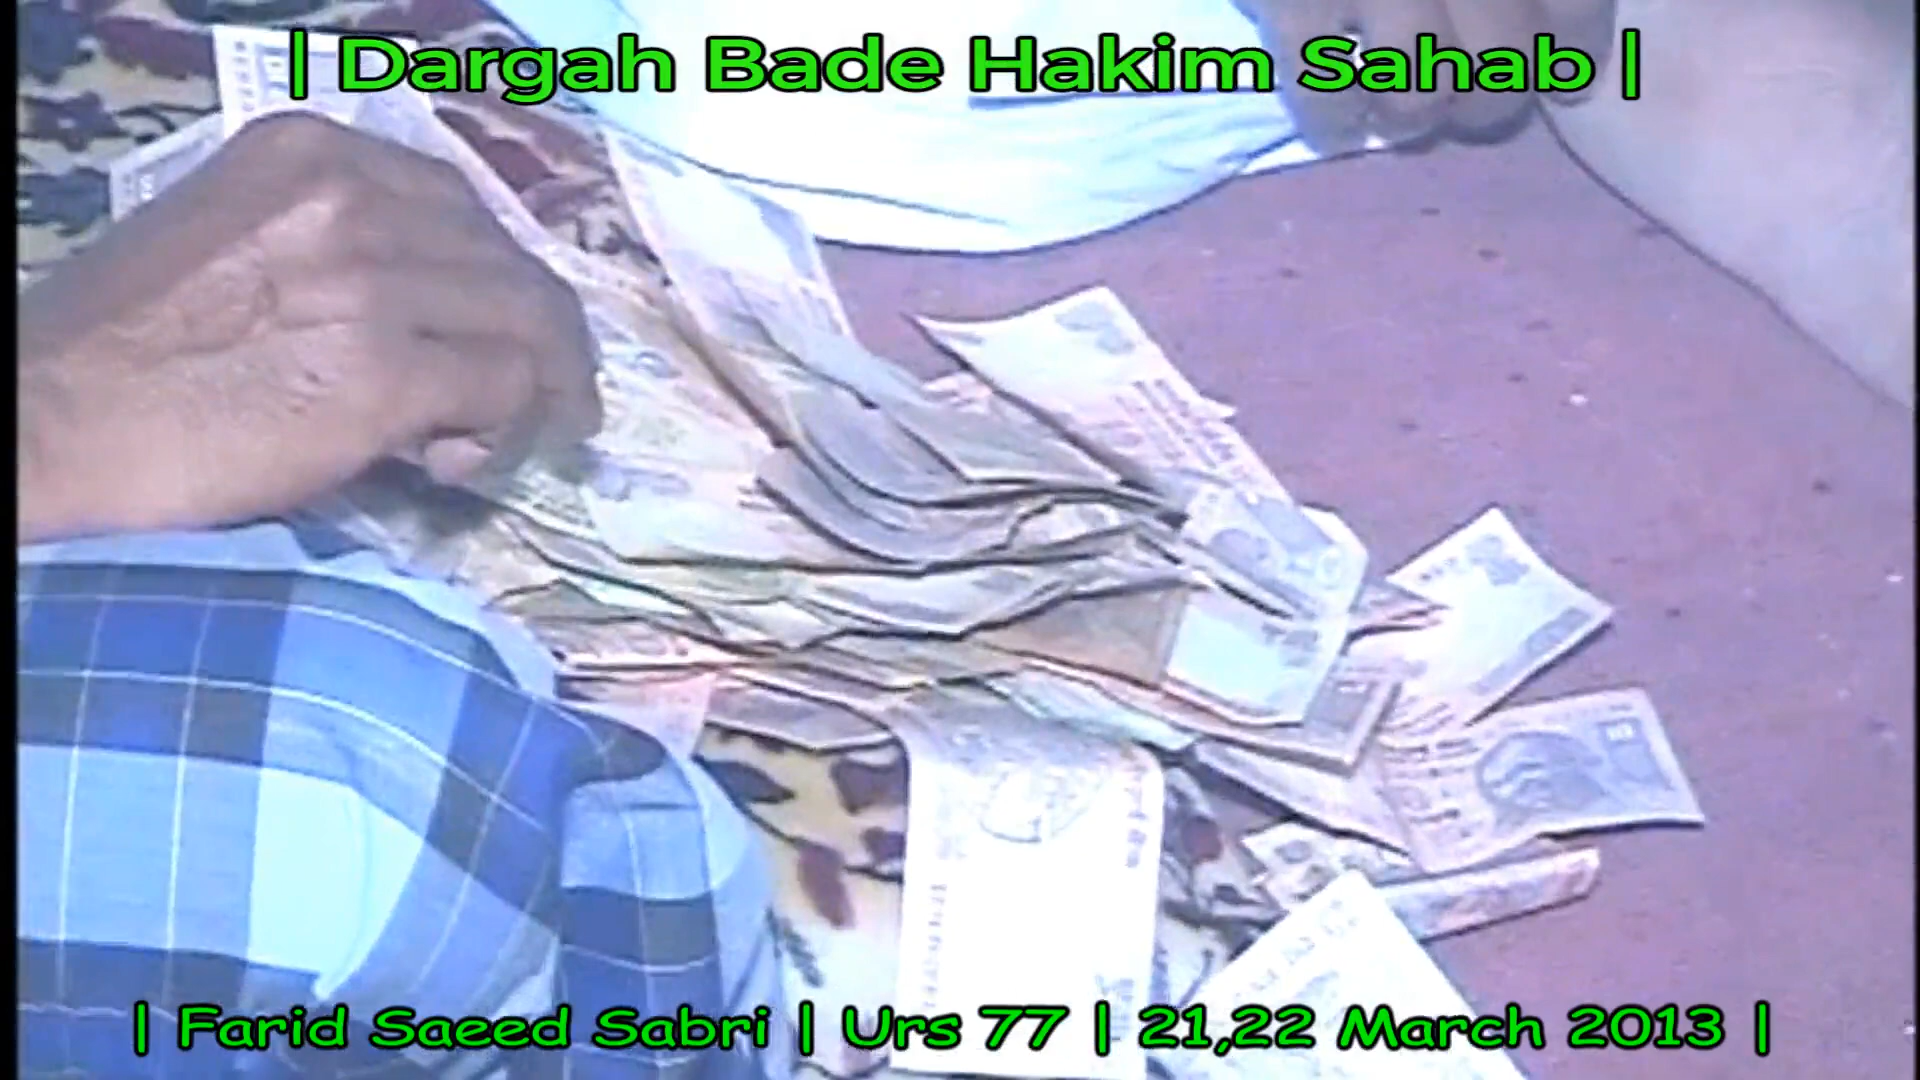 | Dargah Bade Hakim Sahab |
| Farid Saeed Sabri | Urs 77 | 21,22 March 2013 |